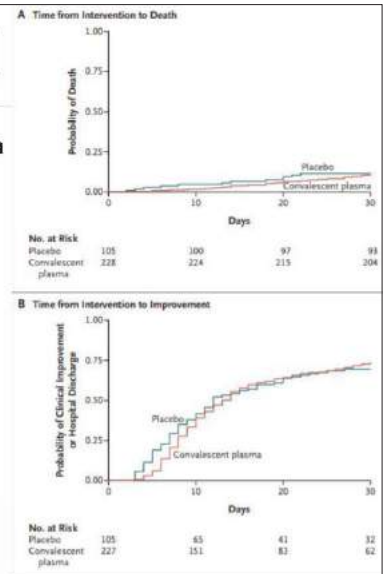 A Time from Intervention to Death
Probability of Death
1.00
0.75
0.50
0.25
0.00
Placebo
Convalescent plasma
0 10 20 30
Days
No. at Risk
Placebo 105 100 97 93
Convalescent 228 224 215 204
plasma
B Time from Intervention to Improvement
Probability of Clinical Improvement
or Hospital Discharge
1.00
0.75
0.50
0.25
0.00
Placebo
Convalescent plasma
0 10 20 30
Days
No. at Risk
Placebo 105 65 41 32
Convalescent 227 151 83 62
plasma